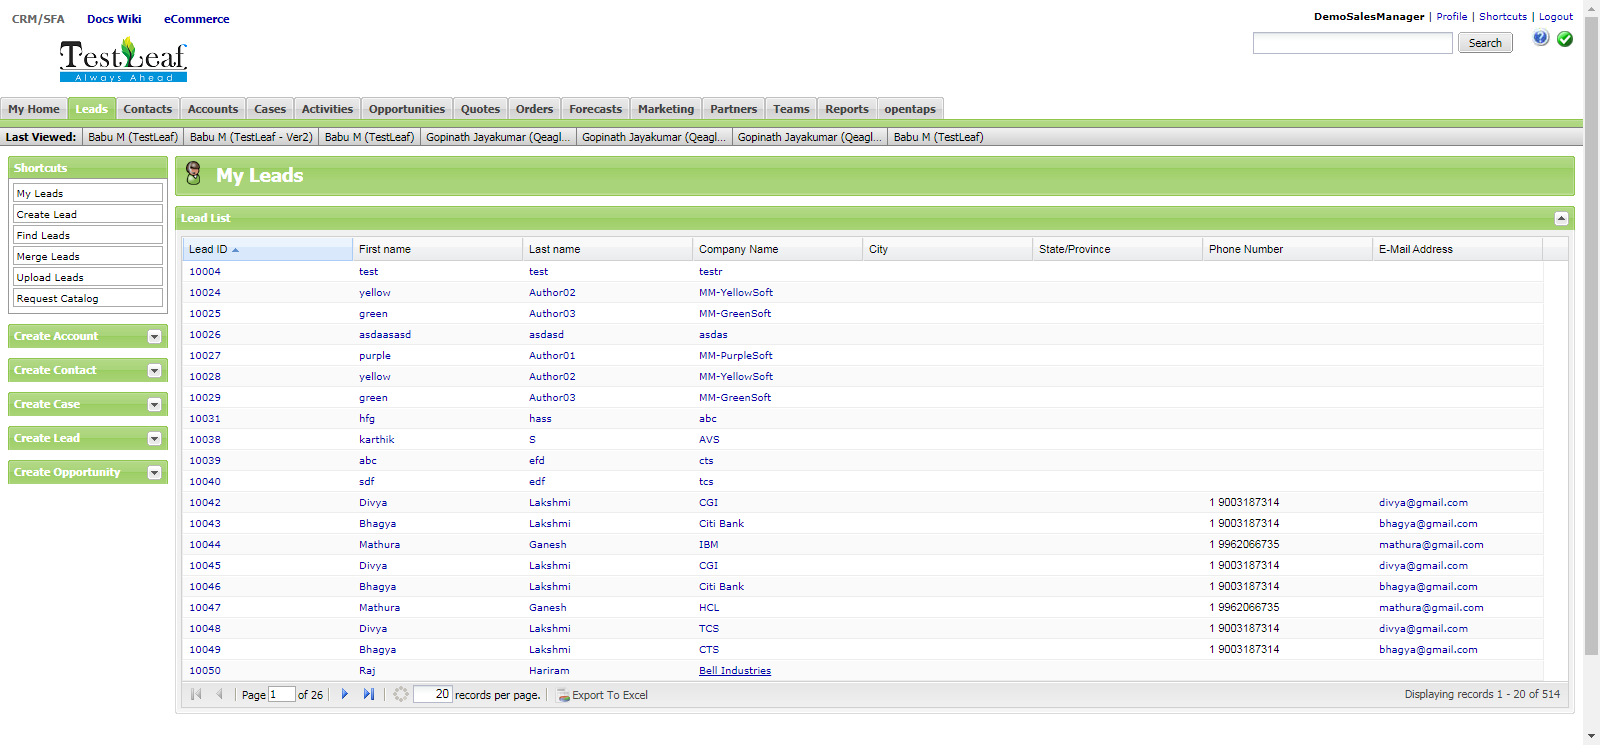 CRM/SFA Docs Wiki eCommerce
DemoSalesManager | Profile | Shortcuts | Logout
Search
TestLeaf
Always Ahead
My Home Leads Contacts Accounts Cases Activities Opportunities Quotes Orders Forecasts Marketing Partners Teams Reports opentaps
Last Viewed: Babu M (TestLeaf) Babu M (TestLeaf - Ver2) Babu M (TestLeaf) Gopinath Jayakumar (Qeagl... Gopinath Jayakumar (Qeagl... Gopinath Jayakumar (Qeagl... Babu M (TestLeaf)
Shortcuts
My Leads
Create Lead
Find Leads
Merge Leads
Upload Leads
Request Catalog
Create Account
Create Contact
Create Case
Create Lead
Create Opportunity
My Leads
Lead List
Lead ID First name Last name Company Name City State/Province Phone Number E-Mail Address
10004 test test testr
10024 yellow Author02 MM-YellowSoft
10025 green Author03 MM-GreenSoft
10026 asdaasasd asdasd asdas
10027 purple Author01 MM-PurpleSoft
10028 yellow Author02 MM-YellowSoft
10029 green Author03 MM-GreenSoft
10031 hfg hass abc
10038 karthik S AVS
10039 abc efd cts
10040 sdf edf tcs
10042 Divya Lakshmi CGI 1 9003187314 divya@gmail.com
10043 Bhagya Lakshmi Citi Bank 1 9003187314 bhagya@gmail.com
10044 Mathura Ganesh IBM 1 9962066735 mathura@gmail.com
10045 Divya Lakshmi CGI 1 9003187314 divya@gmail.com
10046 Bhagya Lakshmi Citi Bank 1 9003187314 bhagya@gmail.com
10047 Mathura Ganesh HCL 1 9962066735 mathura@gmail.com
10048 Divya Lakshmi TCS 1 9003187314 divya@gmail.com
10049 Bhagya Lakshmi CTS 1 9003187314 bhagya@gmail.com
10050 Raj Hariram Bell Industries
Page 1 of 26 20 records per page. Export To Excel Displaying records 1 - 20 of 514